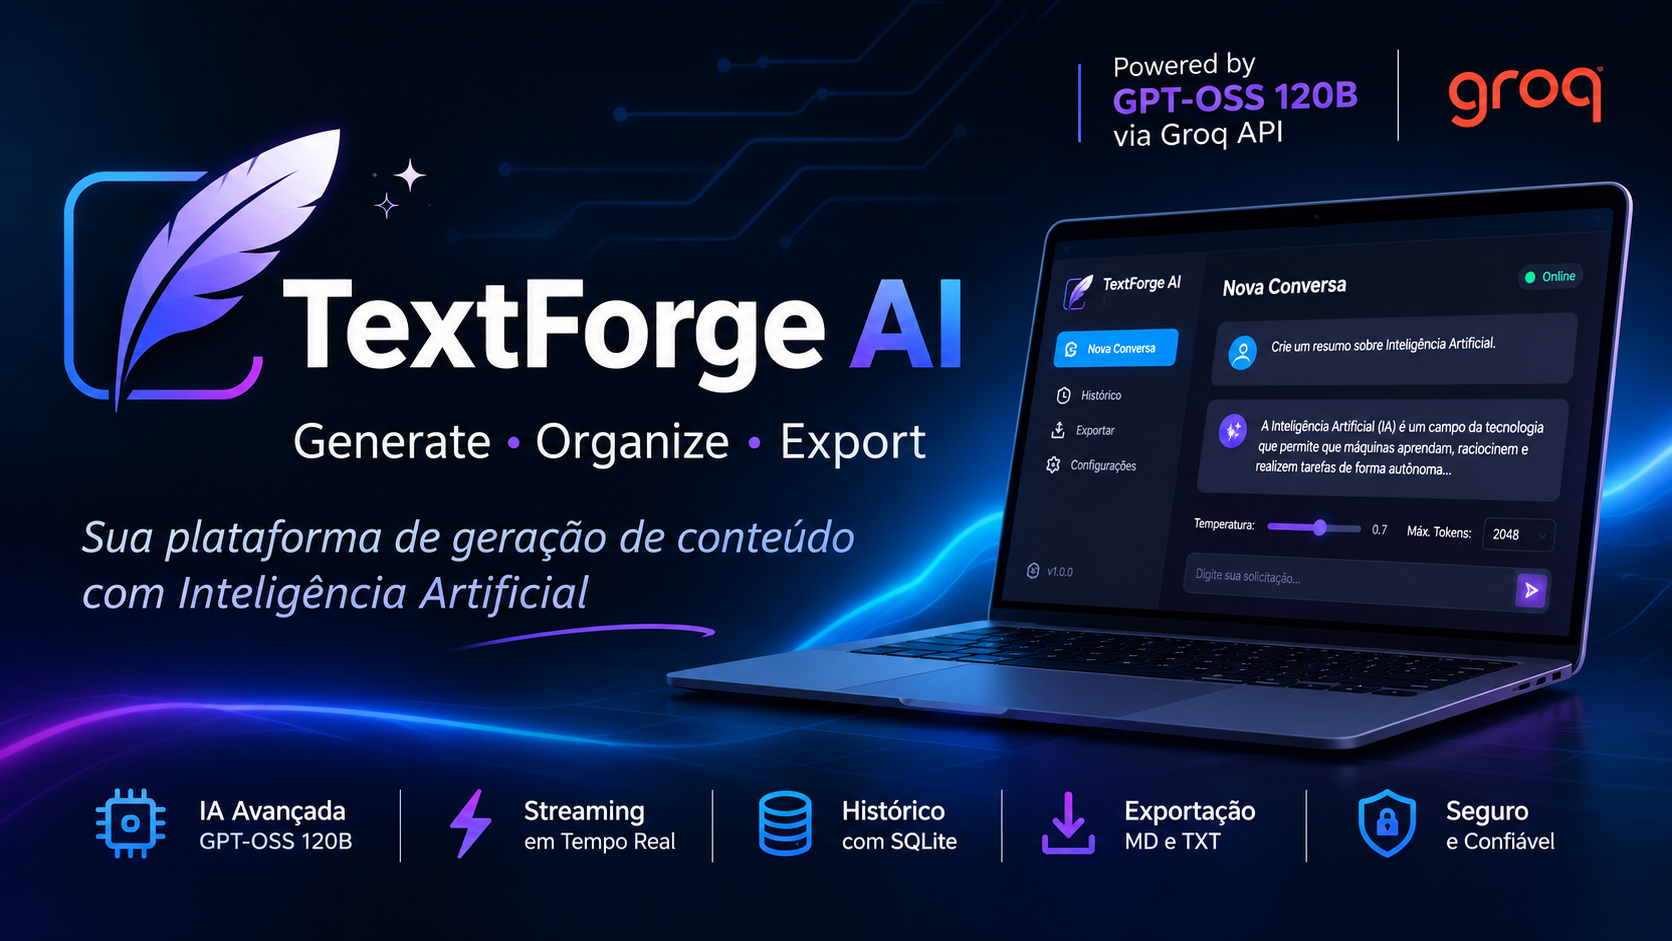 Powered by
GPT-OSS 120B
via Groq API
groq
TextForge AI
Generate • Organize • Export
Sua plataforma de geração de conteúdo
com Inteligência Artificial
TextForge AI
Nova Conversa
Histórico
Exportar
Configurações
v1.0.0
Nova Conversa
Online
Crie um resumo sobre Inteligência Artificial.
A Inteligência Artificial (IA) é um campo da tecnologia
que permite que máquinas aprendam, raciocinem e
realizem tarefas de forma autônoma...
Temperatura: 0.7 Máx. Tokens: 2048
Digite sua solicitação...
IA Avançada
GPT-OSS 120B
Streaming
em Tempo Real
Histórico
com SQLite
Exportação
MD e TXT
Seguro
e Confiável